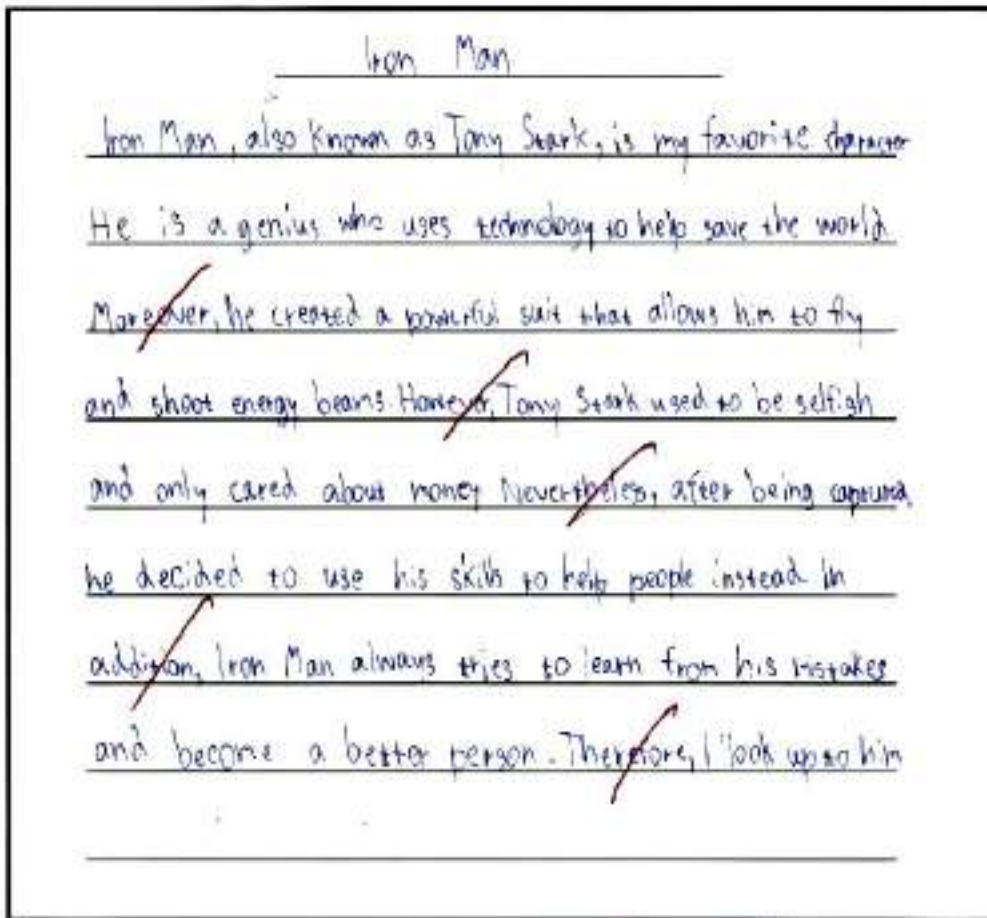 Iron Man
Iron Man, also known as Tony Stark, is my favorite character
He is a genius who uses technology to help save the world
Moreover, he created a powerful suit that allows him to fly
and shoot energy beams. However, Tony Stark used to be selfish
and only cared about money Nevertheless, after being captured,
he decided to use his skills to help people instead In
addition, Iron Man always tries to learn from his mistakes
and become a better person. Therefore, I look up to him